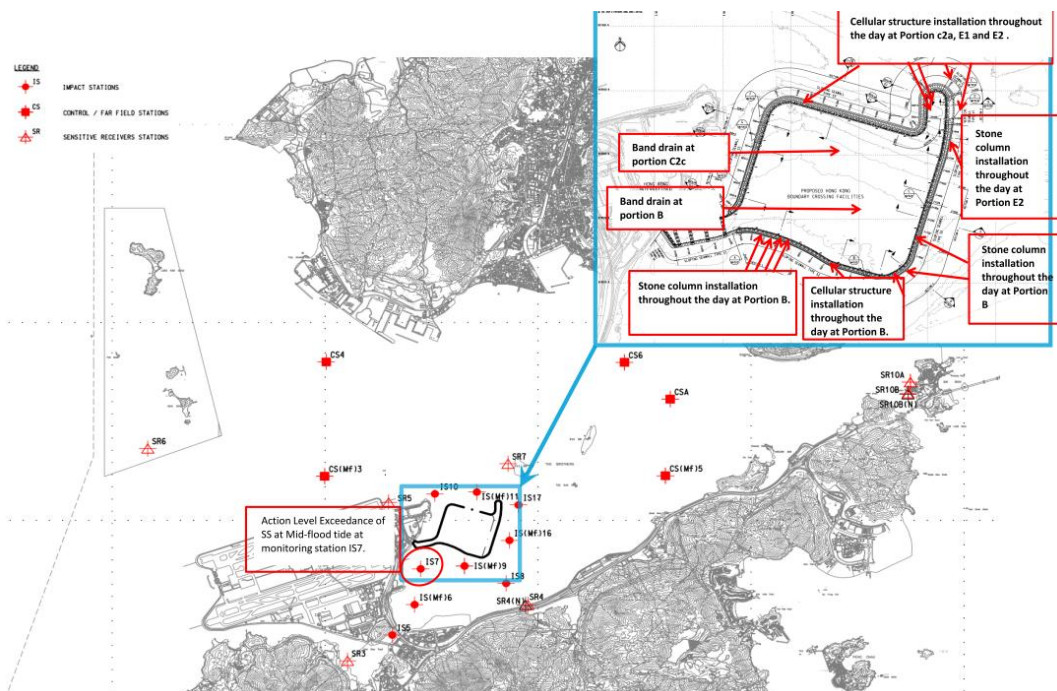 LEGEND
IS
IMPACT STATIONS
CS
CONTROL / FAR FIELD STATIONS
SR
SENSITIVE RECEIVERS STATIONS
Cellular structure installation throughout
the day at Portion c2a, E1 and E2 .
Band drain at
portion C2c
Band drain at
portion B
PROPOSED HONG KONG
BOUNDARY CROSSING FACILITIES
Stone
column
installation
throughout
the day at
Portion E2
Stone column
installation
throughout the
day at Portion
B
Stone column installation
throughout the day at Portion B.
Cellular structure
installation
throughout the
day at Portion B.
CS4
CS6
CSA
SR10A
SR10B
SR10B(N)
SR6
CS(Mf)3
SR7
CS(Mf)5
SR5
IS10
IS(Mf)11
IS17
Action Level Exceedance of
SS at Mid-flood tide at
monitoring station IS7.
IS(Mf)16
IS7
IS(Mf)9
IS8
IS(Mf)6
SR4(N)
SR4
IS5
SR3